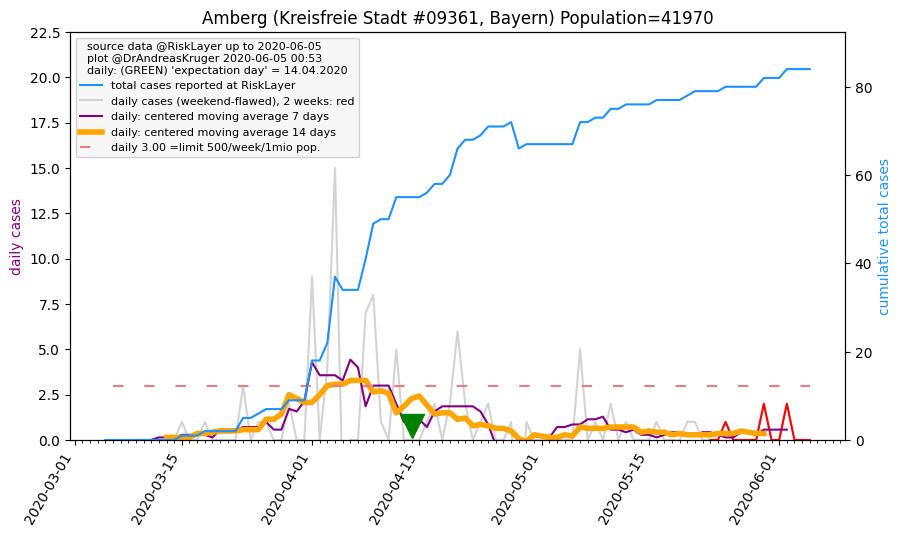 Amberg (Kreisfreie Stadt #09361, Bayern) Population=41970
source data @RiskLayer up to 2020-06-05
plot @DrAndreasKruger 2020-06-05 00:53
daily: (GREEN) 'expectation day' = 14.04.2020
total cases reported at RiskLayer
daily cases (weekend-flawed), 2 weeks: red
daily: centered moving average 7 days
daily: centered moving average 14 days
daily 3.00 =limit 500/week/1mio pop.
daily cases
22.5
20.0
17.5
15.0
12.5
10.0
7.5
5.0
2.5
0.0
cumulative total cases
80
60
40
20
0
2020-03-01
2020-03-15
2020-04-01
2020-04-15
2020-05-01
2020-05-15
2020-06-01